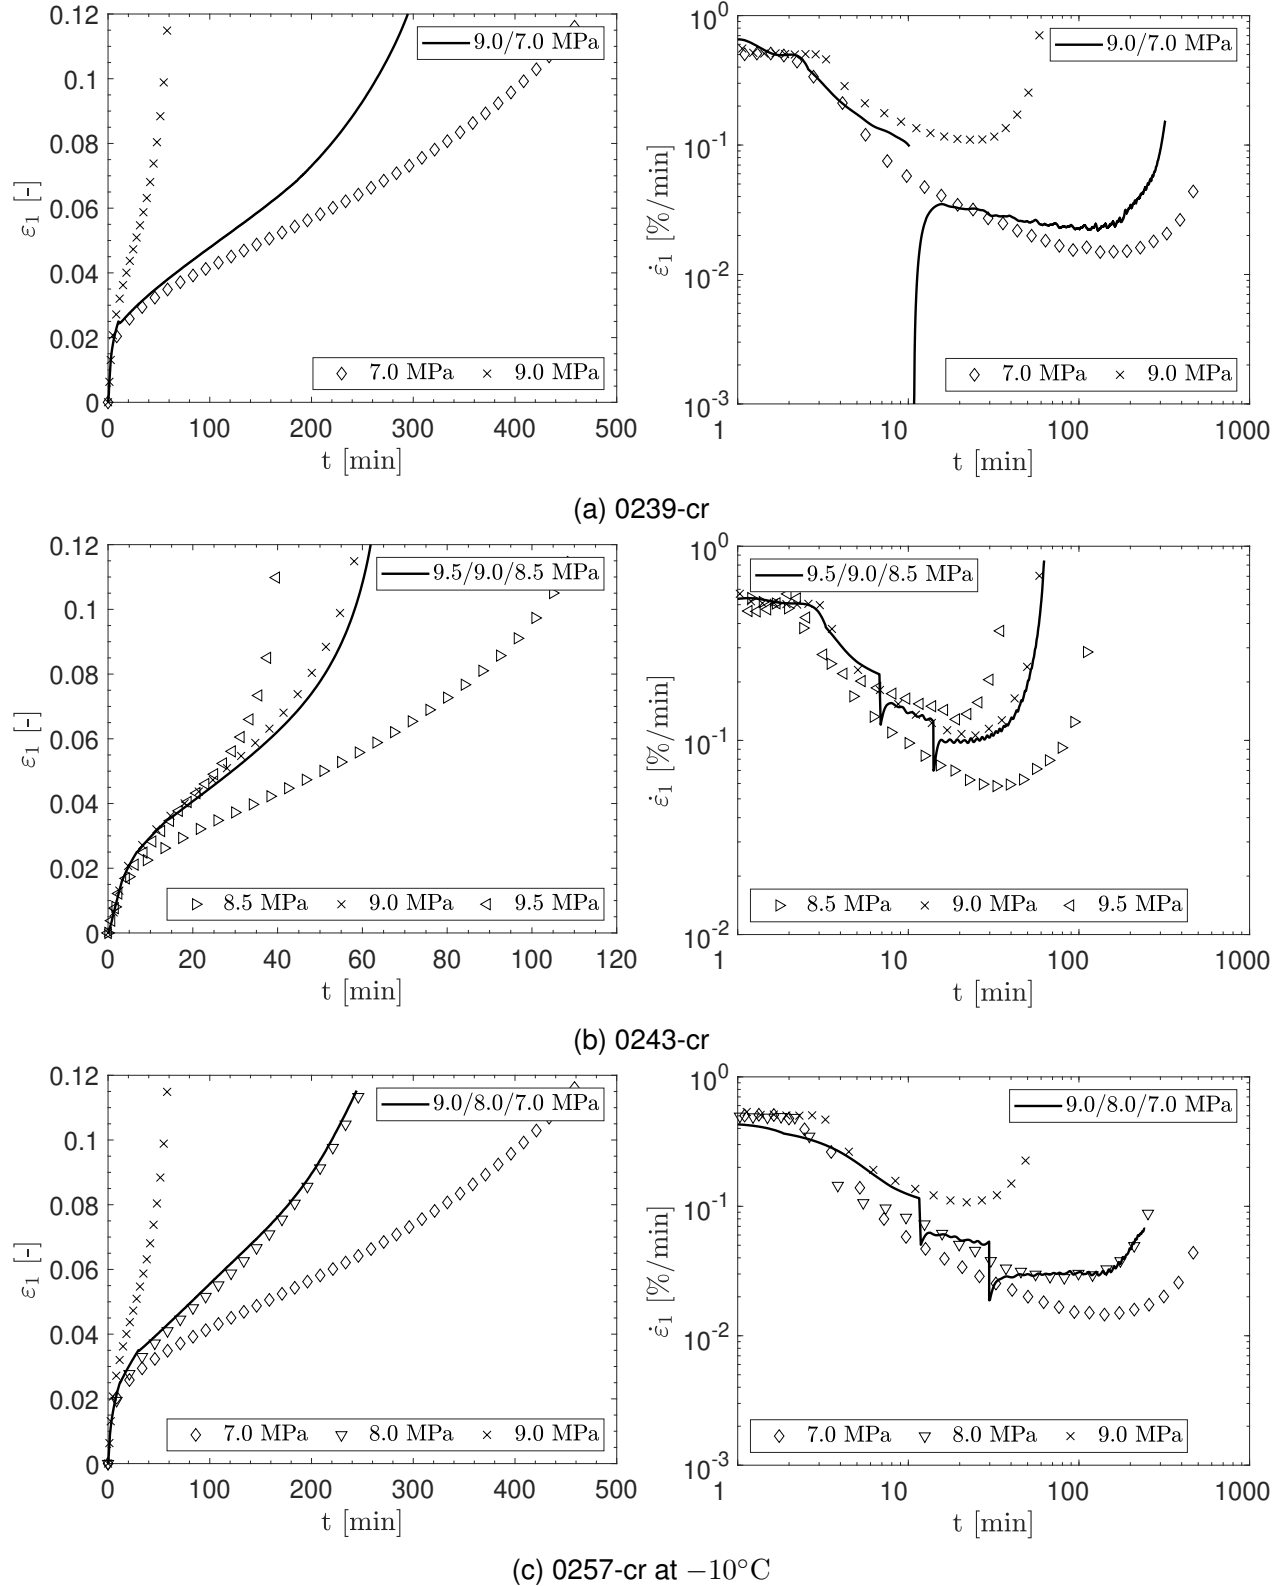 0.12
0.1
0.08
0.06
0.04
0.02
0
ε₁ [-]
9.0/7.0 MPa
7.0 MPa 9.0 MPa
0 100 200 300 400 500
t [min]
10⁰
10⁻¹
10⁻²
10⁻³
ε̇₁ [%/min]
9.0/7.0 MPa
7.0 MPa 9.0 MPa
1 10 100 1000
t [min]
(a) 0239-cr
0.12
0.1
0.08
0.06
0.04
0.02
0
ε₁ [-]
9.5/9.0/8.5 MPa
8.5 MPa 9.0 MPa 9.5 MPa
0 20 40 60 80 100 120
t [min]
10⁰
10⁻¹
10⁻²
ε̇₁ [%/min]
9.5/9.0/8.5 MPa
8.5 MPa 9.0 MPa 9.5 MPa
1 10 100 1000
t [min]
(b) 0243-cr
0.12
0.1
0.08
0.06
0.04
0.02
0
ε₁ [-]
9.0/8.0/7.0 MPa
7.0 MPa 8.0 MPa 9.0 MPa
0 100 200 300 400 500
t [min]
10⁰
10⁻¹
10⁻²
10⁻³
ε̇₁ [%/min]
9.0/8.0/7.0 MPa
7.0 MPa 8.0 MPa 9.0 MPa
1 10 100 1000
t [min]
(c) 0257-cr at −10°C